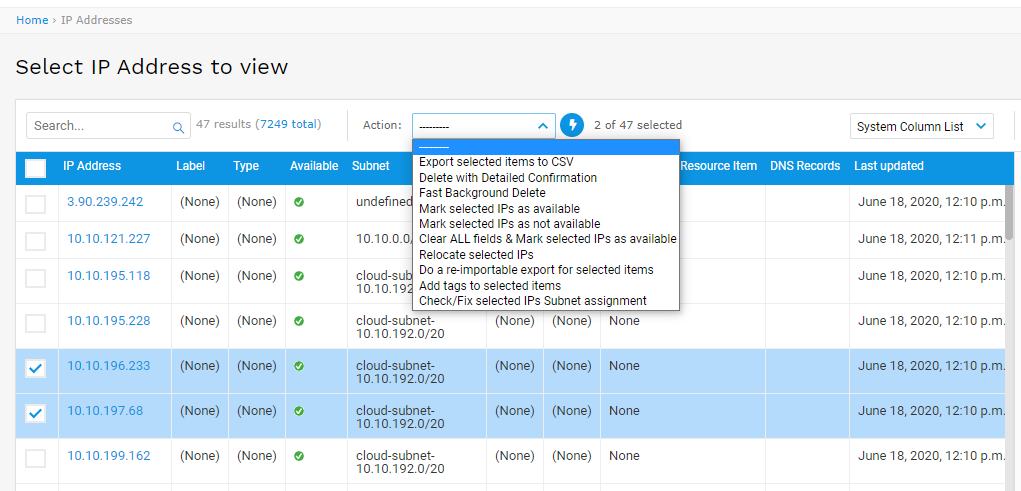 Home › IP Addresses
Select IP Address to view
Search...
47 results (7249 total)
Action:
---------
2 of 47 selected
System Column List
---------
Export selected items to CSV
Delete with Detailed Confirmation
Fast Background Delete
Mark selected IPs as available
Mark selected IPs as not available
Clear ALL fields & Mark selected IPs as available
Relocate selected IPs
Do a re-importable export for selected items
Add tags to selected items
Check/Fix selected IPs Subnet assignment
IP Address Label Type Available Subnet Resource Item DNS Records Last updated
3.90.239.242 (None) (None) undefined June 18, 2020, 12:10 p.m.
10.10.121.227 (None) (None) 10.10.0.0/ June 18, 2020, 12:11 p.m.
10.10.195.118 (None) (None) cloud-sub June 18, 2020, 12:10 p.m.
10.10.192
10.10.195.228 (None) (None) cloud-subnet- (None) (None) None June 18, 2020, 12:10 p.m.
10.10.192.0/20
10.10.196.233 (None) (None) cloud-subnet- (None) (None) None June 18, 2020, 12:10 p.m.
10.10.192.0/20
10.10.197.68 (None) (None) cloud-subnet- (None) (None) None June 18, 2020, 12:10 p.m.
10.10.192.0/20
10.10.199.162 (None) (None) cloud-subnet- (None) (None) None June 18, 2020, 12:10 p.m.
10.10.192.0/20